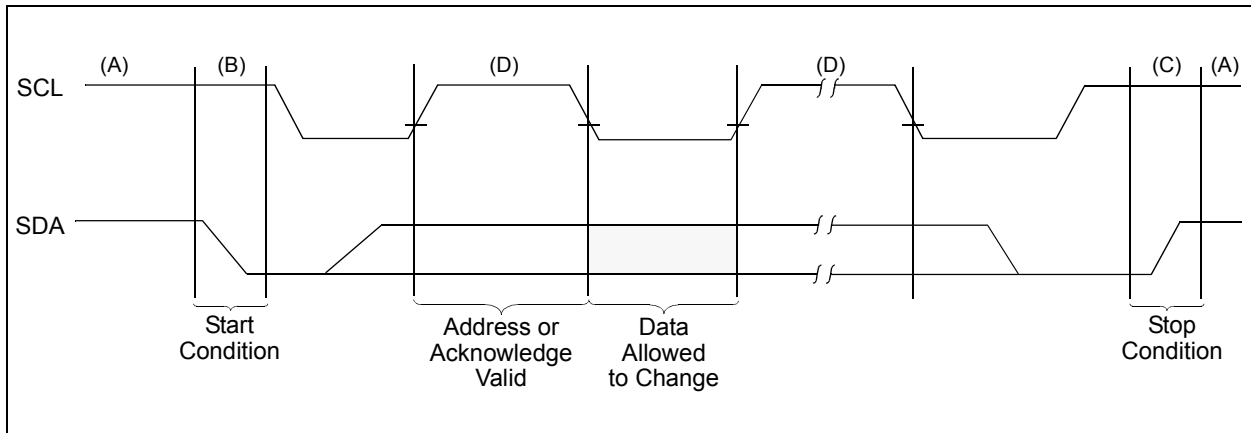 (A)
(B)
(D)
(D)
(C)
(A)
SCL
SDA
Start
Condition
Address or
Acknowledge
Valid
Data
Allowed
to Change
Stop
Condition